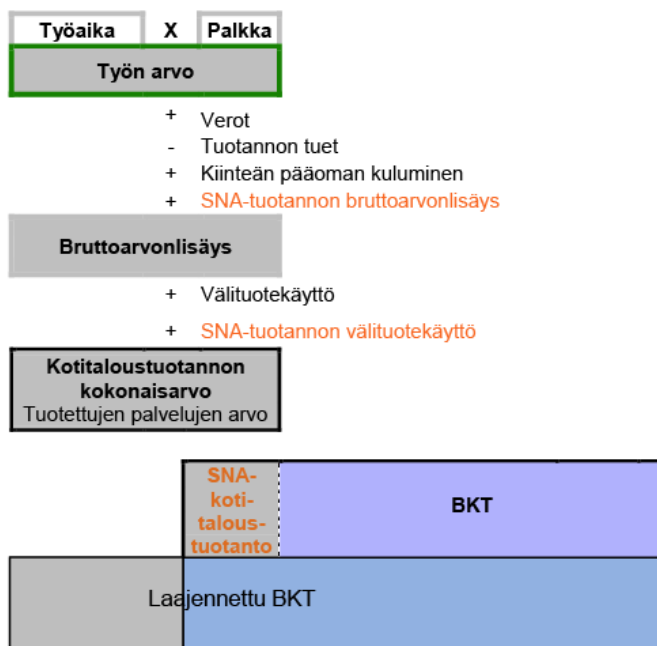 Työaika X Palkka
Työn arvo
+ Verot
- Tuotannon tuet
+ Kiinteän pääoman kuluminen
+ SNA-tuotannon bruttoarvonlisäys
Bruttoarvonlisäys
+ Välituotekäyttö
+ SNA-tuotannon välituotekäyttö
Kotitaloustuotannon
kokonaisarvo
Tuotettujen palvelujen arvo
SNA-
koti-
talous-
tuotanto
BKT
Laajennettu BKT